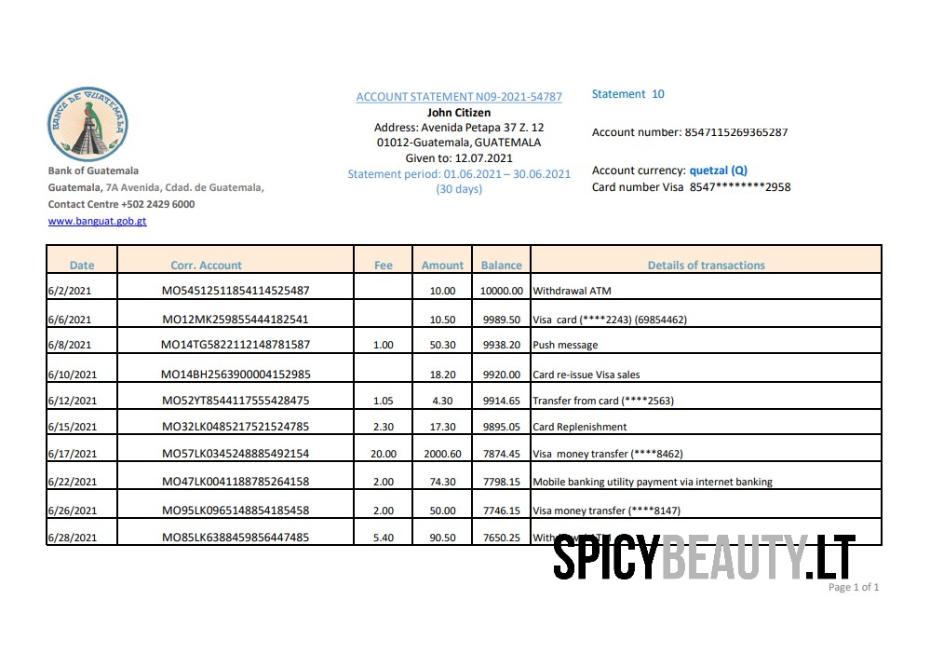 BANCO DE GUATEMALA
Bank of Guatemala
Guatemala, 7A Avenida, Cdad. de Guatemala,
Contact Centre +502 2429 6000
www.banguat.gob.gt
ACCOUNT STATEMENT N09-2021-54787
John Citizen
Address: Avenida Petapa 37 Z. 12
01012-Guatemala, GUATEMALA
Given to: 12.07.2021
Statement period: 01.06.2021 – 30.06.2021
(30 days)
Statement 10
Account number: 8547115269365287
Account currency: quetzal (Q)
Card number Visa 8547********2958
Date Corr. Account Fee Amount Balance Details of transactions
6/2/2021 MO54512511854114525487 10.00 10000.00 Withdrawal ATM
6/6/2021 MO12MK259855444182541 10.50 9989.50 Visa card (****2243) (69854462)
6/8/2021 MO14TG5822112148781587 1.00 50.30 9938.20 Push message
6/10/2021 MO14BH2563900004152985 18.20 9920.00 Card re-issue Visa sales
6/12/2021 MO52YT8544117555428475 1.05 4.30 9914.65 Transfer from card (****2563)
6/15/2021 MO32LK0485217521524785 2.30 17.30 9895.05 Card Replenishment
6/17/2021 MO57LK0345248885492154 20.00 2000.60 7874.45 Visa money transfer (****8462)
6/22/2021 MO47LK0041188785264158 2.00 74.30 7798.15 Mobile banking utility payment via internet banking
6/26/2021 MO95LK0965148854185458 2.00 50.00 7746.15 Visa money transfer (****8147)
6/28/2021 MO85LK6388459856447485 5.40 90.50 7650.25
SPICYBEAUTY.LT
Page 1 of 1